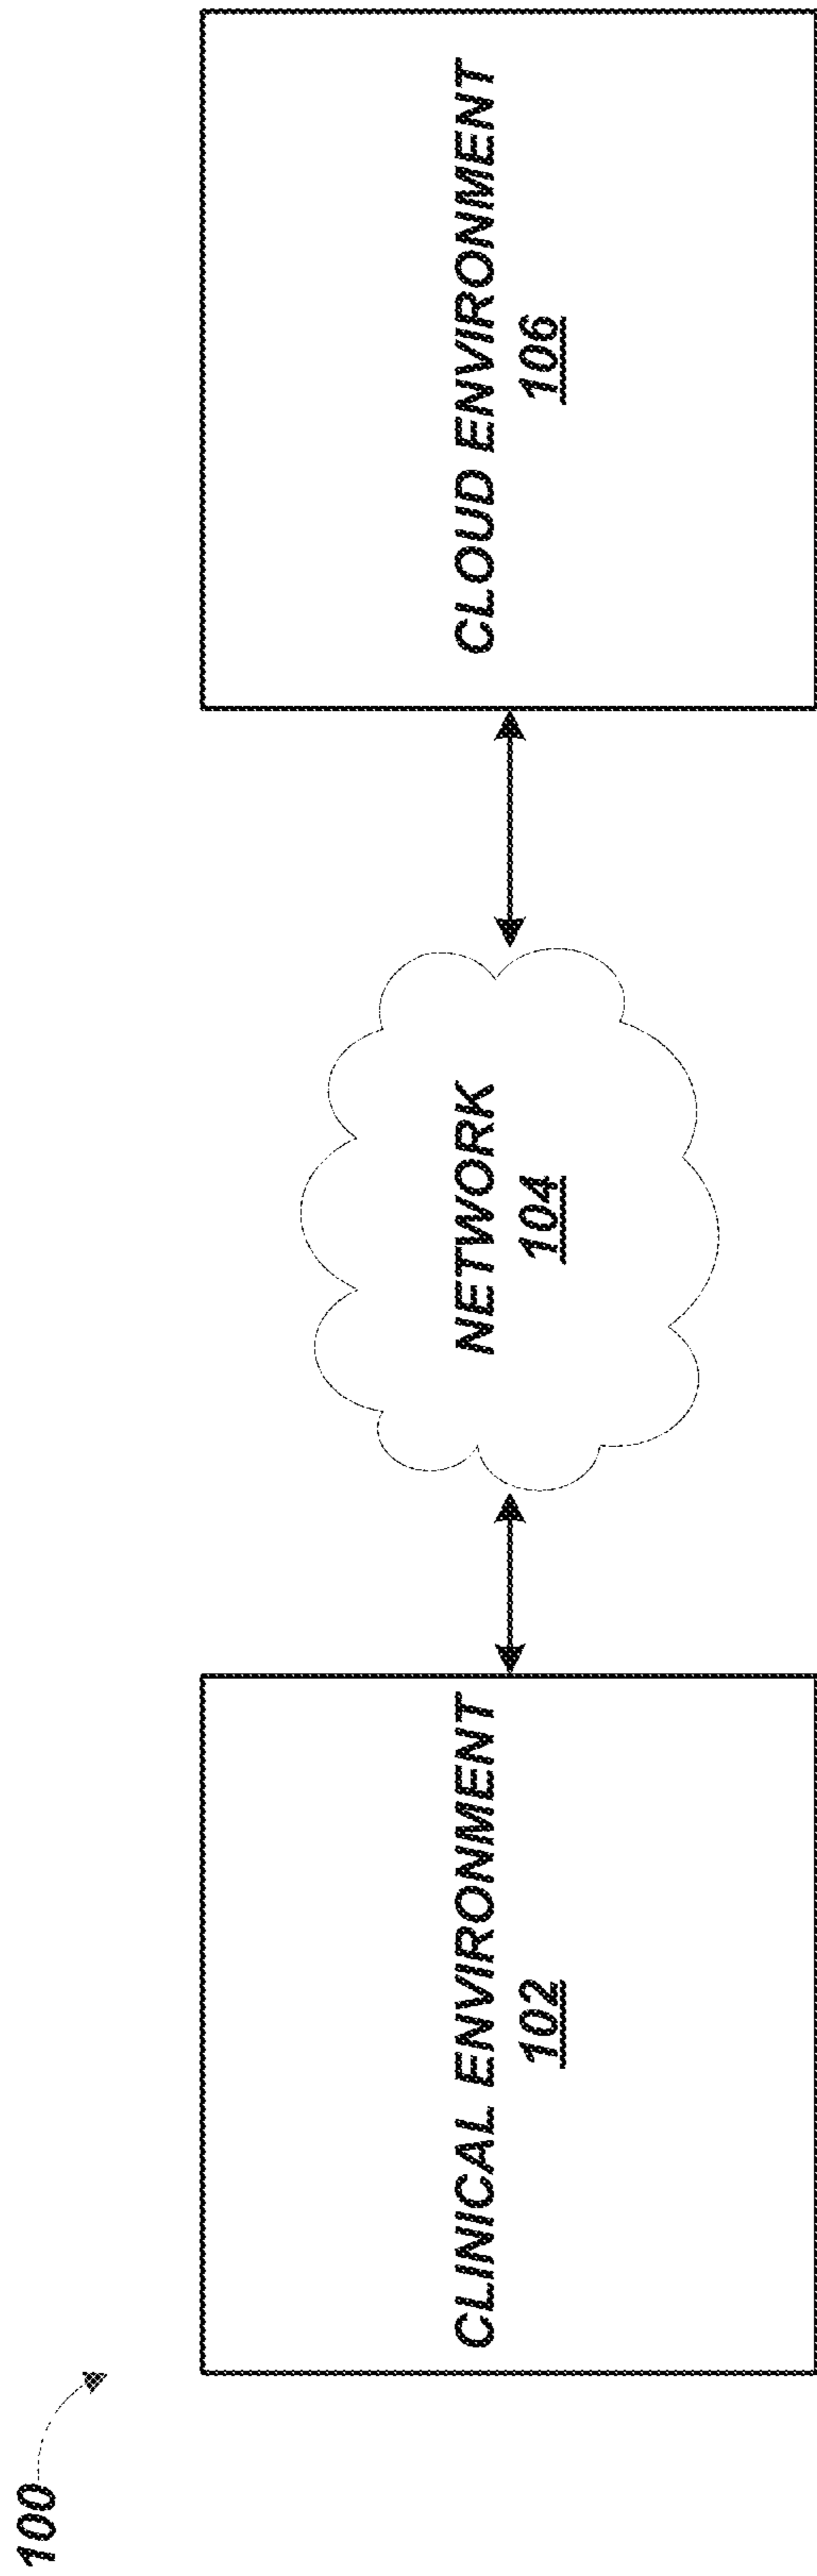 100
CLINICAL ENVIRONMENT
102
NETWORK
104
CLOUD ENVIRONMENT
106